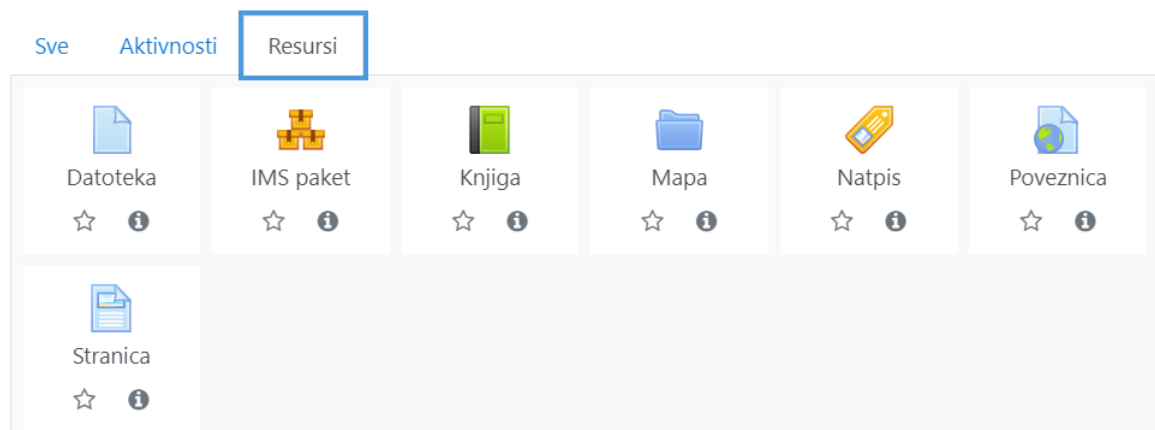 Sve Aktivnosti Resursi
Datoteka IMS paket Knjiga Mapa Natpis Poveznica
Stranica